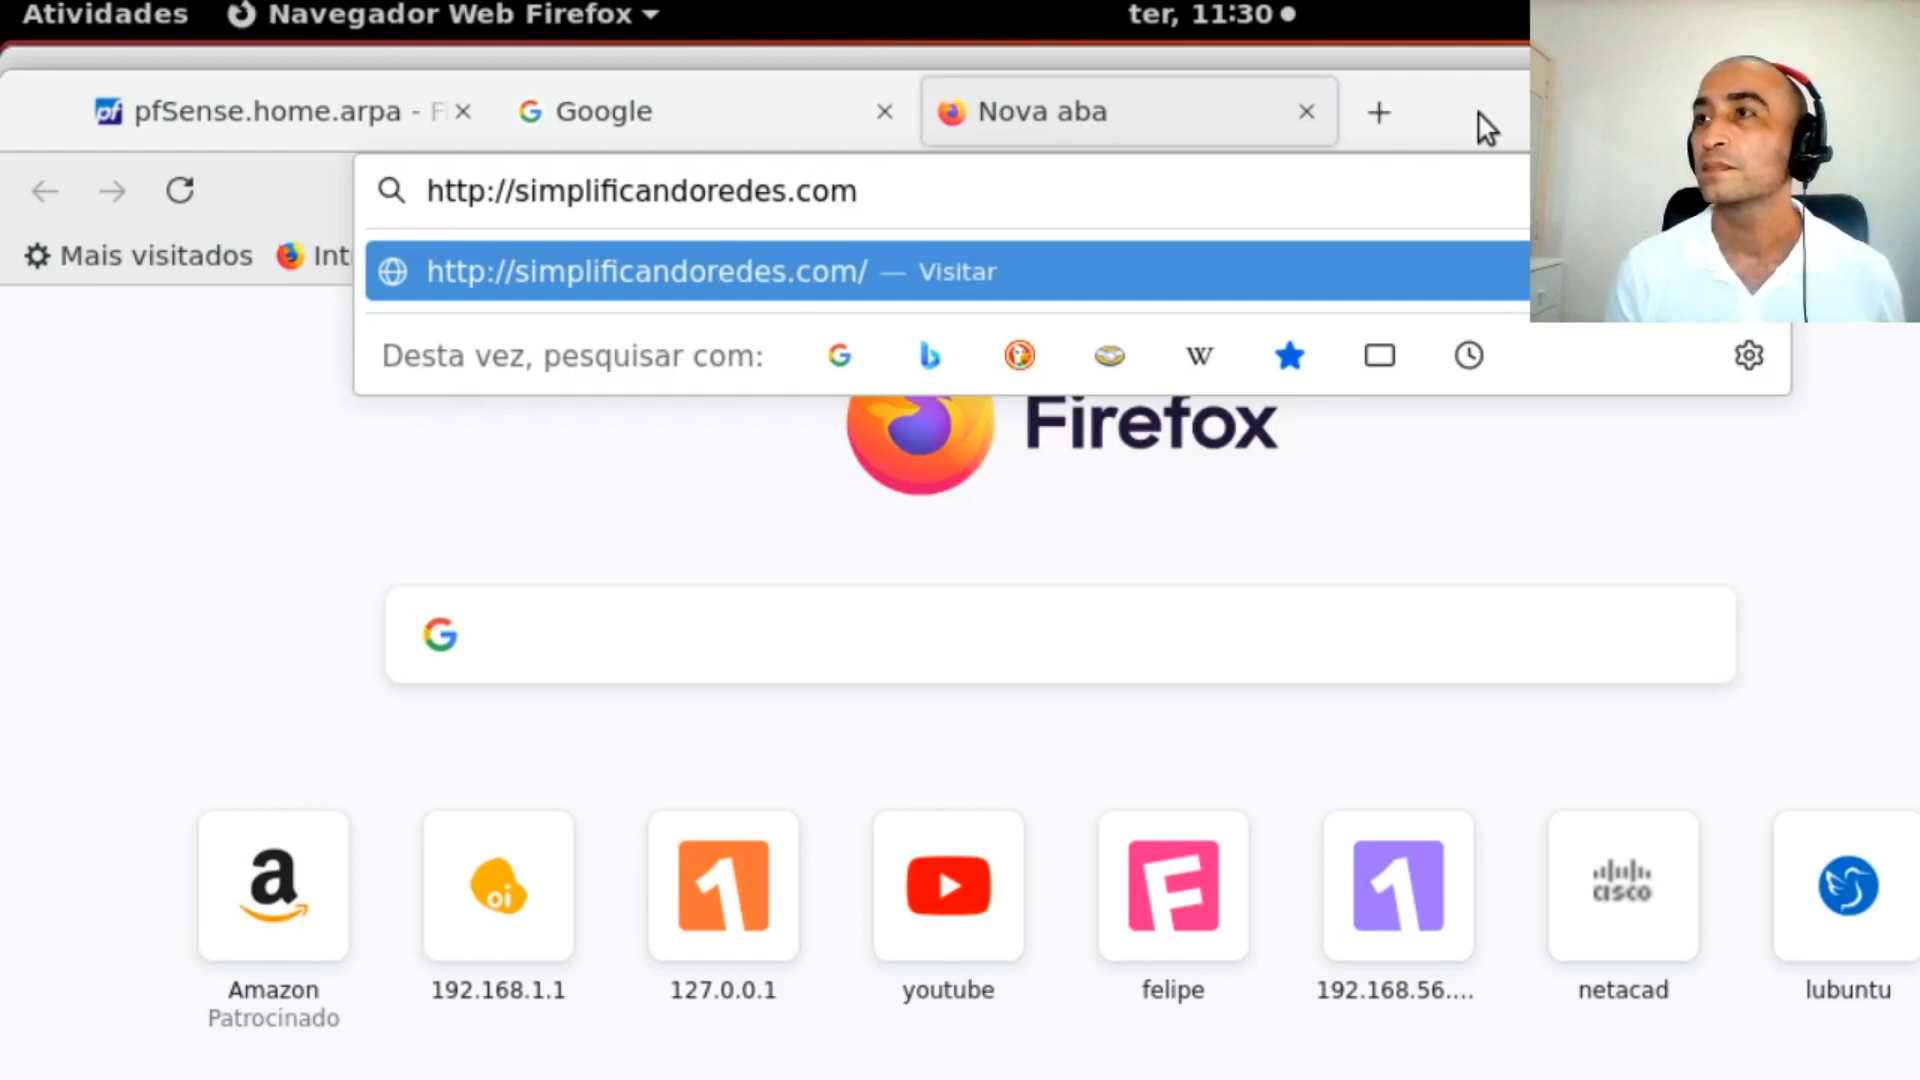 Atividades Navegador Web Firefox ter, 11:30
pfSense.home.arpa - Fi Google Nova aba
http://simplificandoredes.com
Mais visitados Int
http://simplificandoredes.com/ — Visitar
Desta vez, pesquisar com:
Firefox
Amazon 192.168.1.1 127.0.0.1 youtube felipe 192.168.56.... netacad lubuntu
Patrocinado